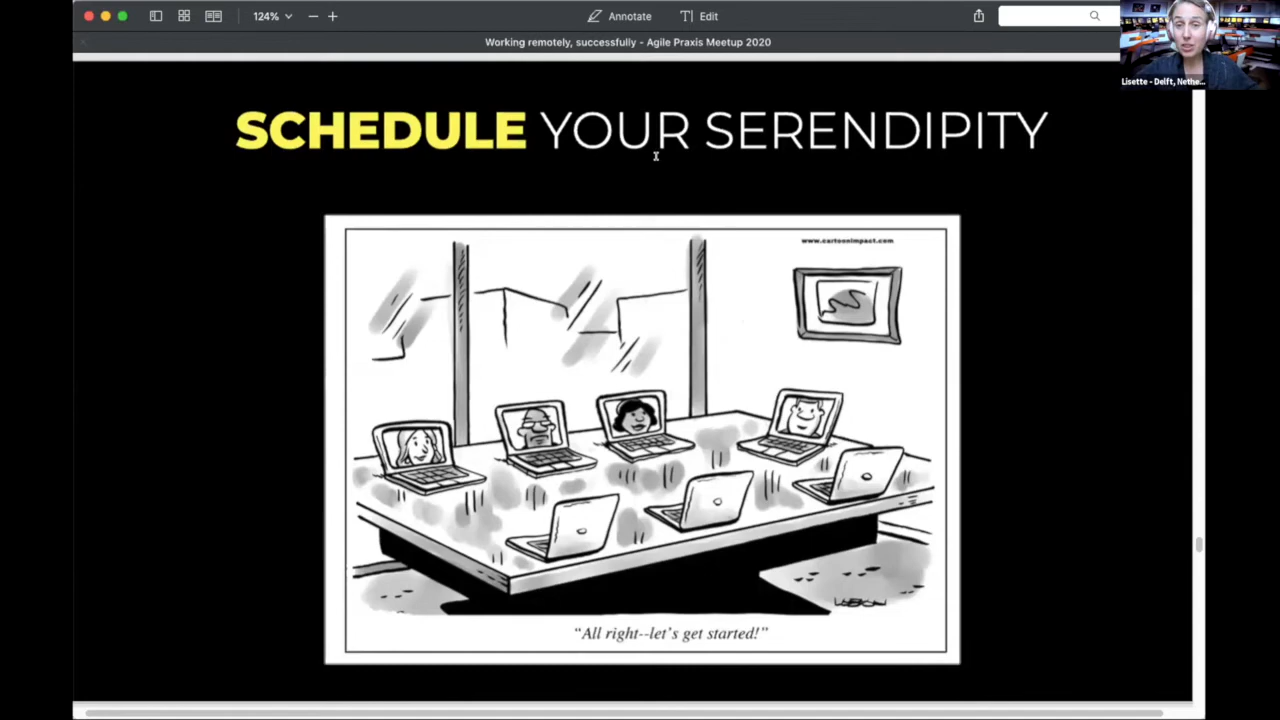 124%
Annotate
Edit
Working remotely, successfully - Agile Praxis Meetup 2020
Lisette - Delft, Nethe...
SCHEDULE YOUR SERENDIPITY
www.cartoonimpact.com
“All right--let’s get started!”